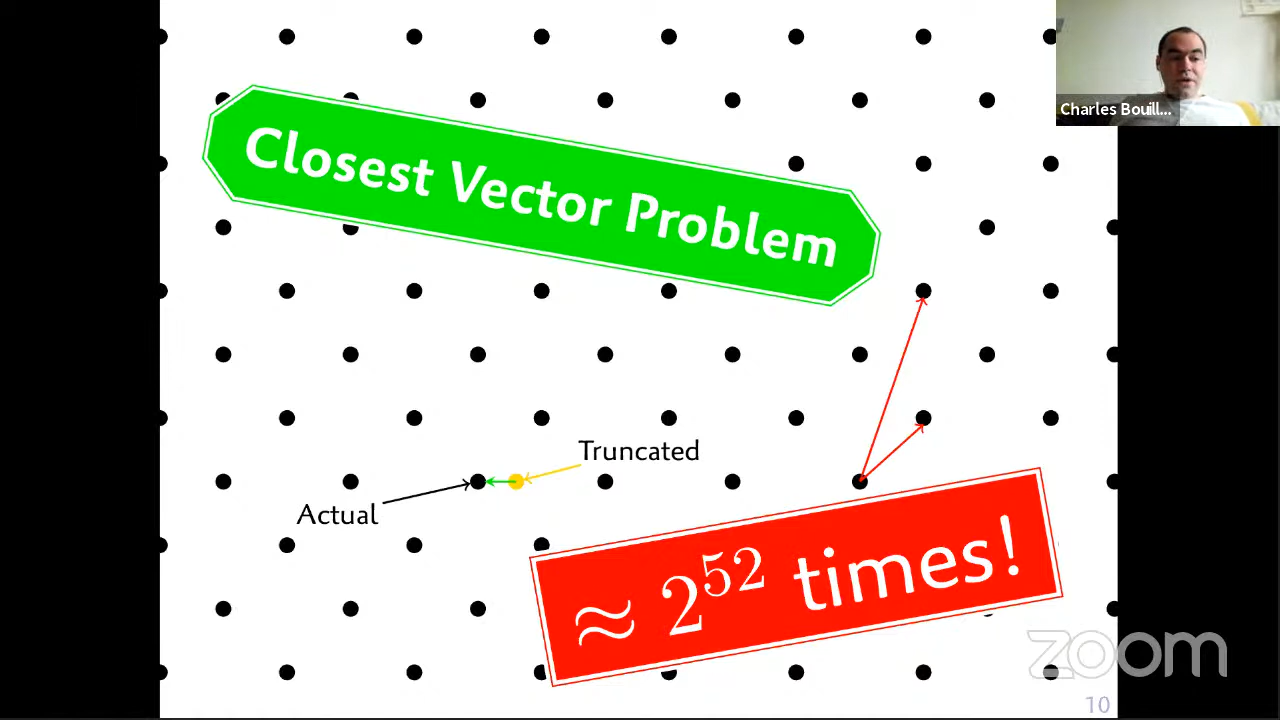 Charles Bouill...
Closest Vector Problem
Truncated
Actual
≈ 2^52 times!
zoom
10